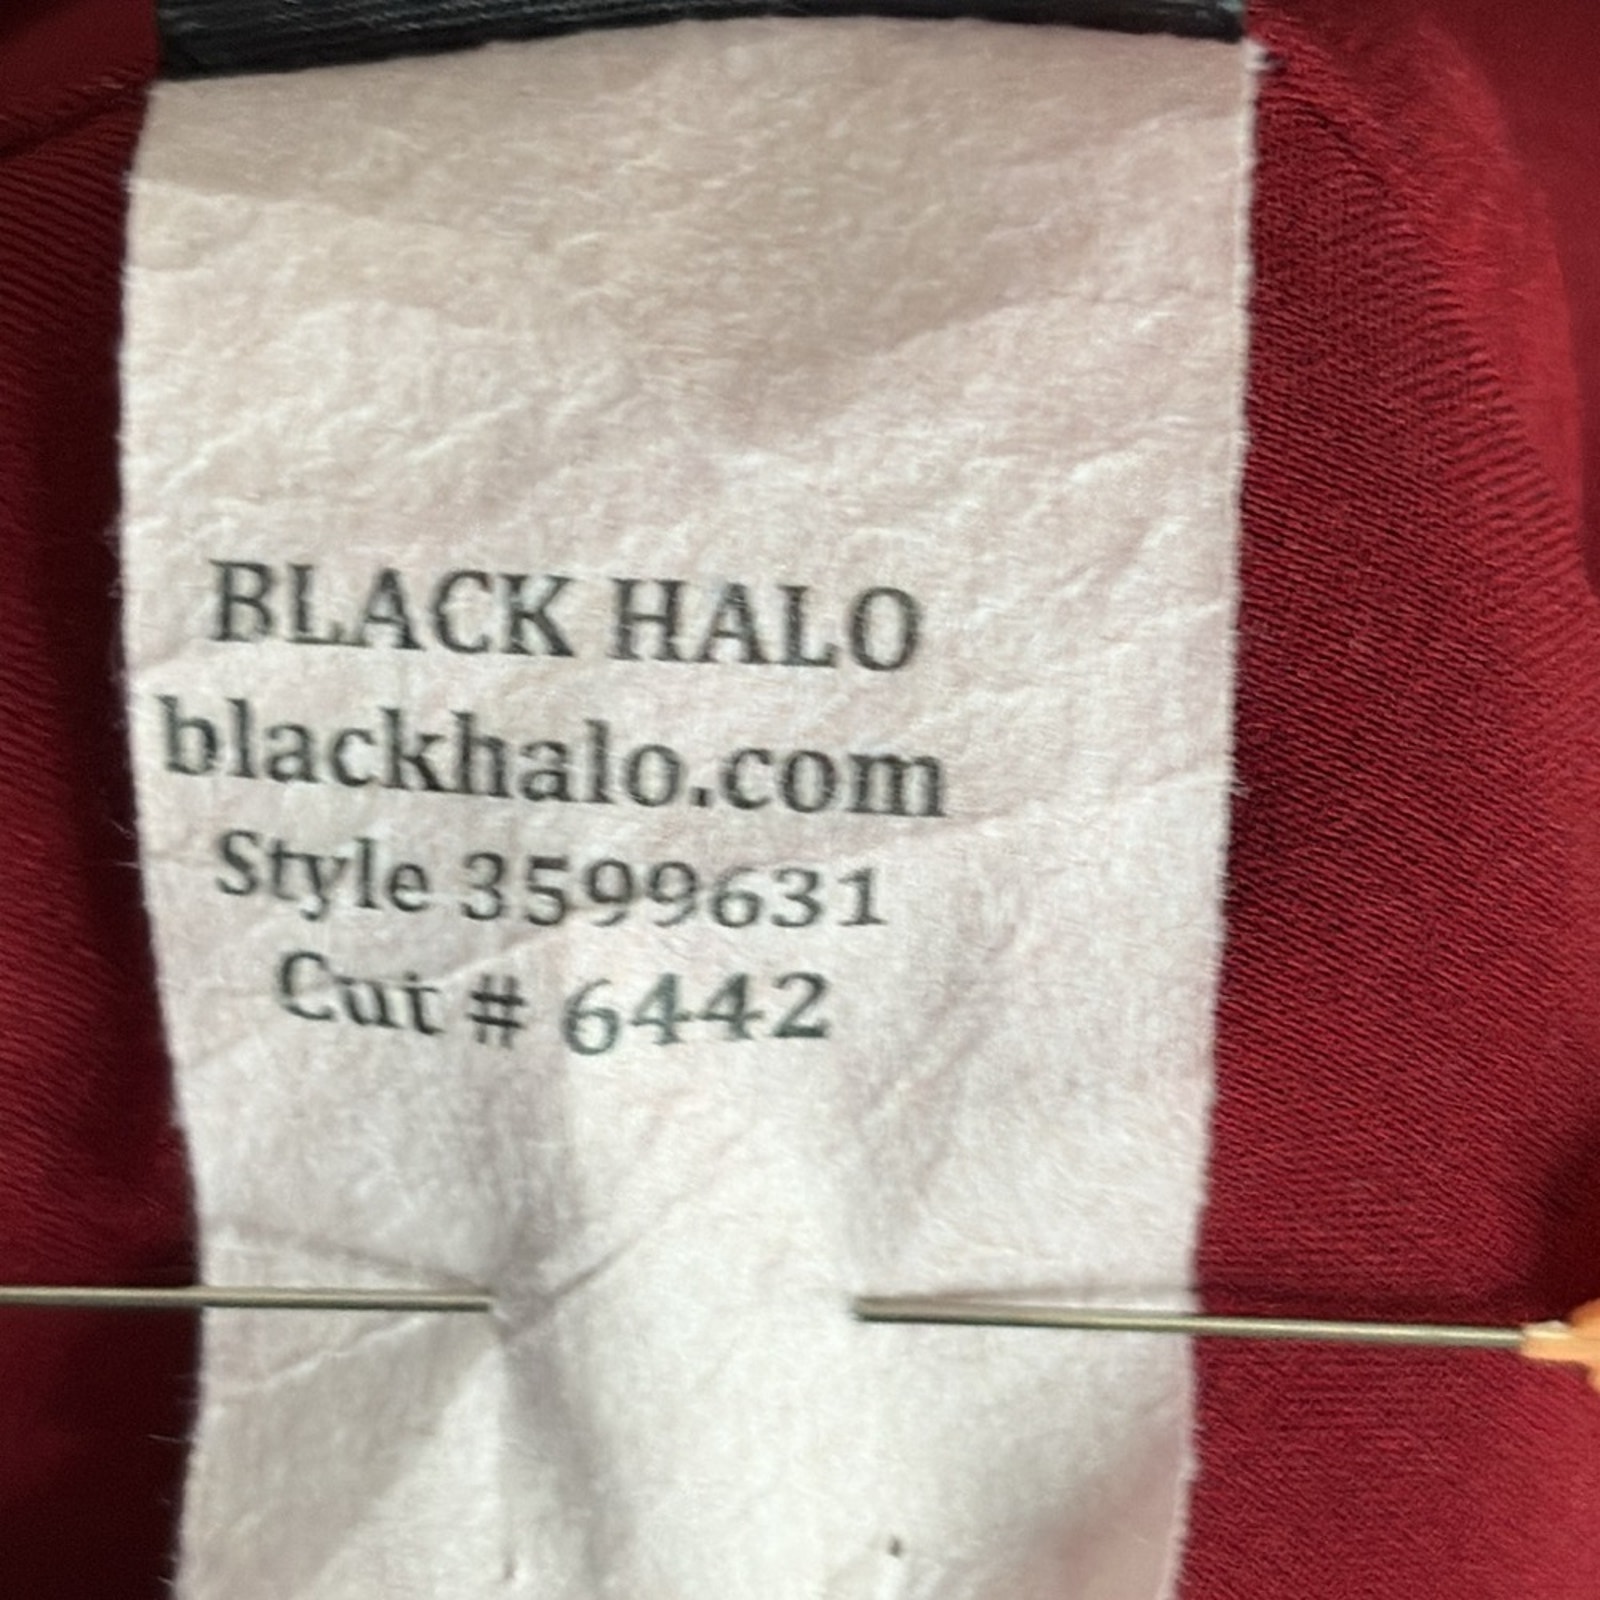 BLACK HALO
blackhalo.com
Style 3599631
Cut # 6442